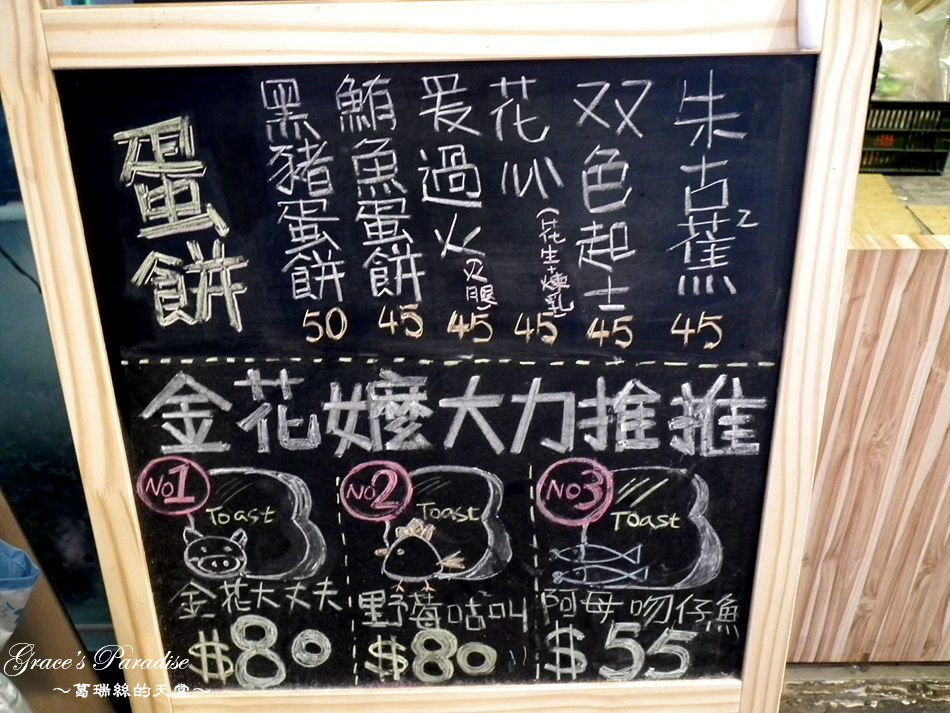 蛋餅
黑豬蛋餅
50
鮪魚蛋餅
45
爱過火
火腿
45
花心
(花生+煉乳)
45
双色起士
45
朱古蕉2
45
金花嬤大力推推
No1
Toast
金花大丈夫
$80
No2
Toast
野莓咕叫
$80
No3
Toast
阿母吻仔魚
$55
Grace's Paradise
～葛瑞絲的天堂～